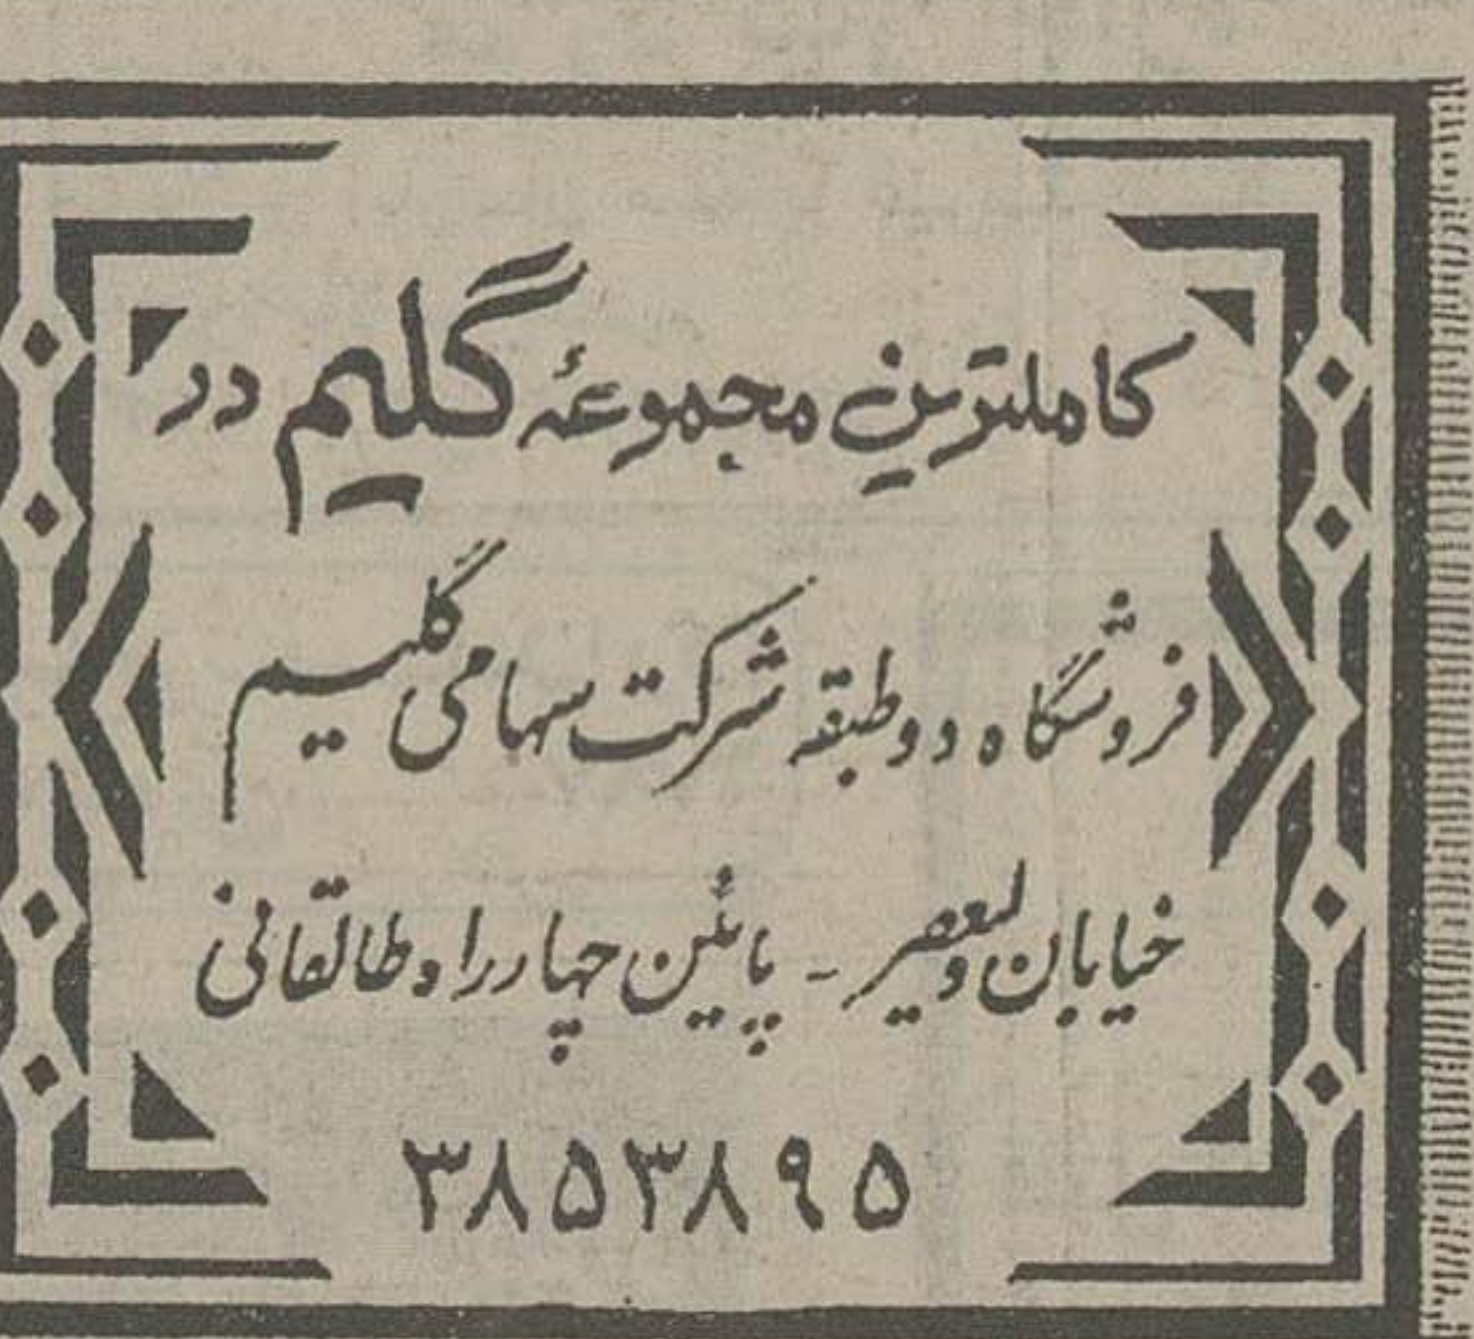 کاملترین مجموعهٔ گلیم در
فروشگاه دوطبقه شرکت سهامی گلیم
خیابان ولیعصر - پائین چهارراه طالقانی
۳۸۵۳۸۹۵